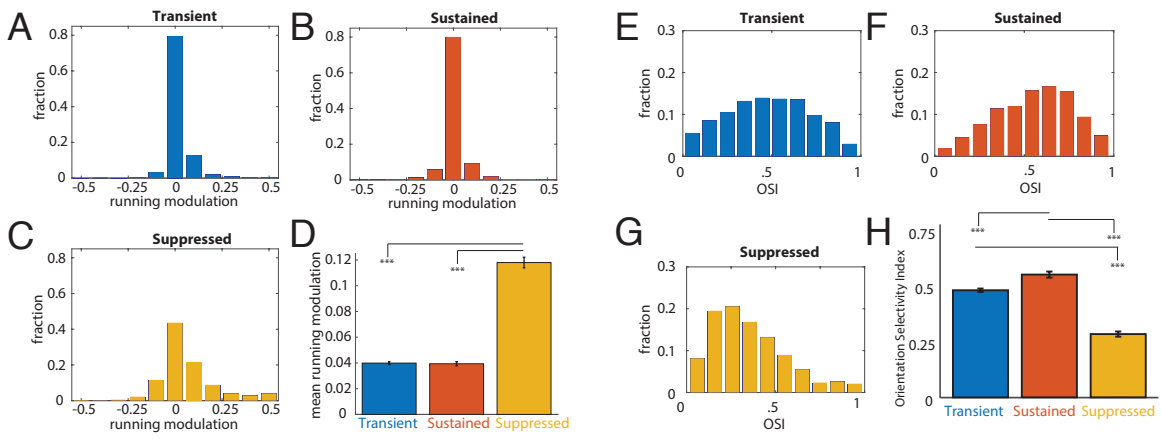 A
Transient
fraction
0.8
0.6
0.4
0.2
0
-0.5
-0.25
0
0.25
0.5
running modulation
B
Sustained
fraction
0.8
0.6
0.4
0.2
0
-0.5
-0.25
0
0.25
0.5
running modulation
C
Suppressed
fraction
0.8
0.6
0.4
0.2
0
-0.5
-0.25
0
0.25
0.5
running modulation
D
mean running modulation
0.12
0.1
0.08
0.06
0.04
0.02
0
***
***
Transient
Sustained
Suppressed
E
Transient
fraction
0.3
0.2
0.1
0
0
.5
1
OSI
F
Sustained
fraction
0.3
0.2
0.1
0
0
.5
1
OSI
G
Suppressed
fraction
0.3
0.2
0.1
0
0
.5
1
OSI
H
Orientation Selectivity Index
0.75
0.5
0.25
0
***
***
***
Transient
Sustained
Suppressed